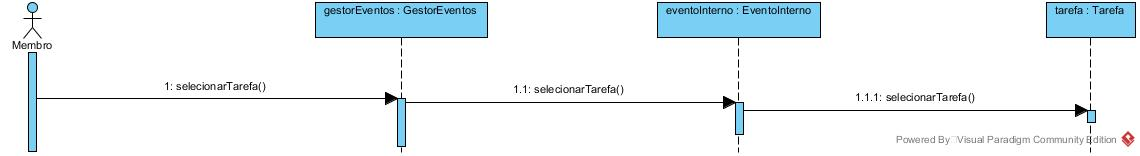 gestorEventos : GestorEventos
eventoInterno : EventoInterno
tarefa : Tarefa
Membro
1: selecionarTarefa()
1.1: selecionarTarefa()
1.1.1: selecionarTarefa()
Powered By Visual Paradigm Community Edition